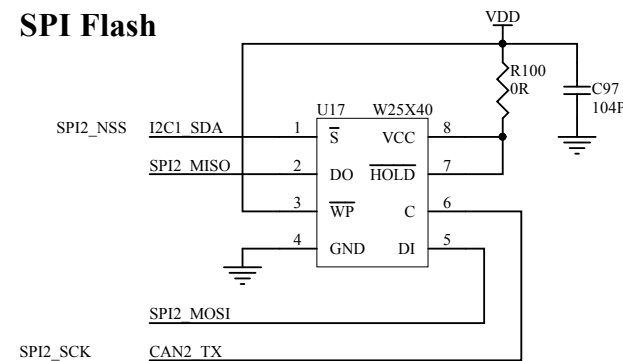 SPI Flash
VDD
R100
0R
C97
104P
U17 W25X40
SPI2_NSS I2C1_SDA 1 S VCC 8
SPI2_MISO 2 DO HOLD 7
3 WP C 6
4 GND DI 5
SPI2_MOSI
SPI2_SCK CAN2_TX